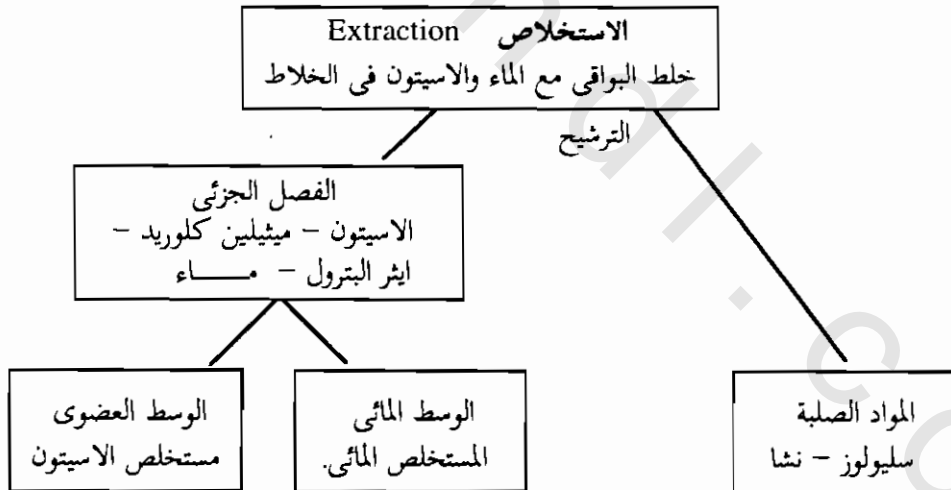 الاستخلاص Extraction
خلط البواقى مع الماء والاسيتون فى الخلاط
الترشيح
الفصل الجزئى
الاسيتون – ميثيلين كلوريد –
ايثر البترول – مـــــاء
الوسط العضوى
مستخلص الاسيتون
الوسط المائى
المستخلص المائى.
المواد الصلبة
سليولوز – نشا